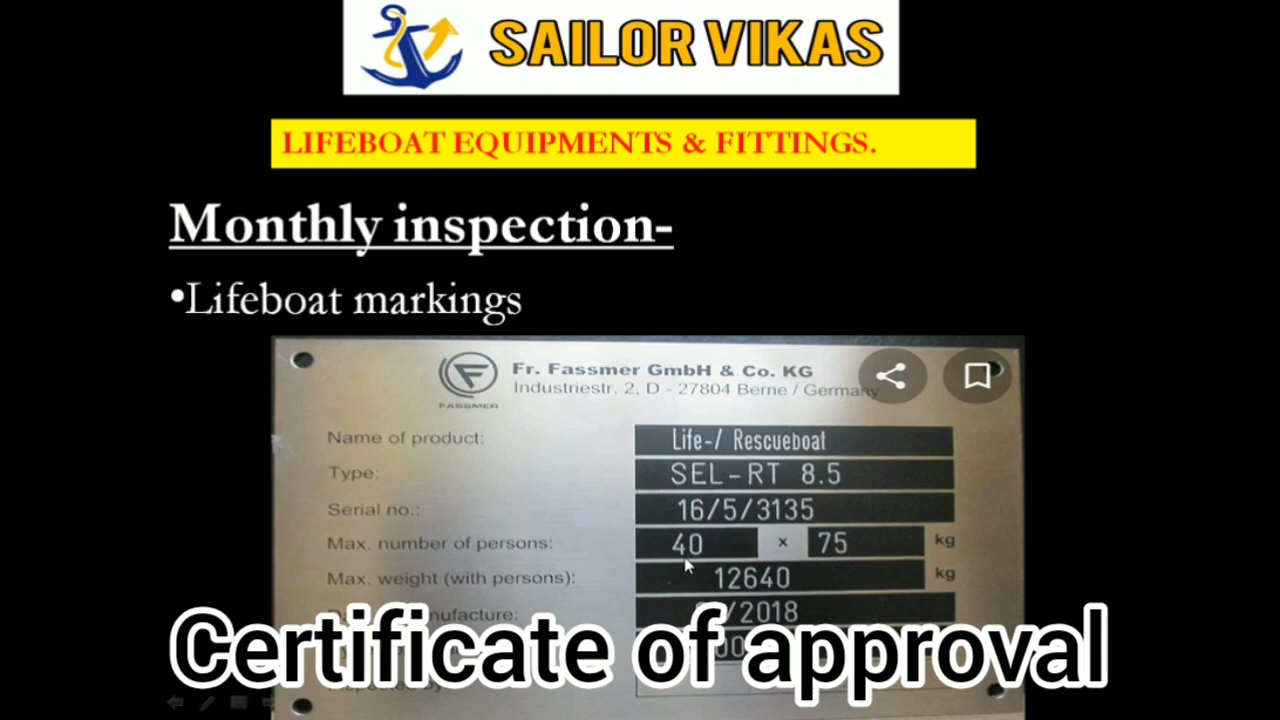 SAILOR VIKAS
LIFEBOAT EQUIPMENTS & FITTINGS.
Monthly inspection-
•Lifeboat markings
Fr. Fassmer GmbH & Co. KG
Industriestr. 2, D - 27804 Berne / Germany
FASSMER
Name of product: Life-/ Rescueboat
Type: SEL-RT 8.5
Serial no.: 16/5/3135
Max. number of persons: 40 x 75 kg
Max. weight (with persons): 12640 kg
/2018
Certificate of approval